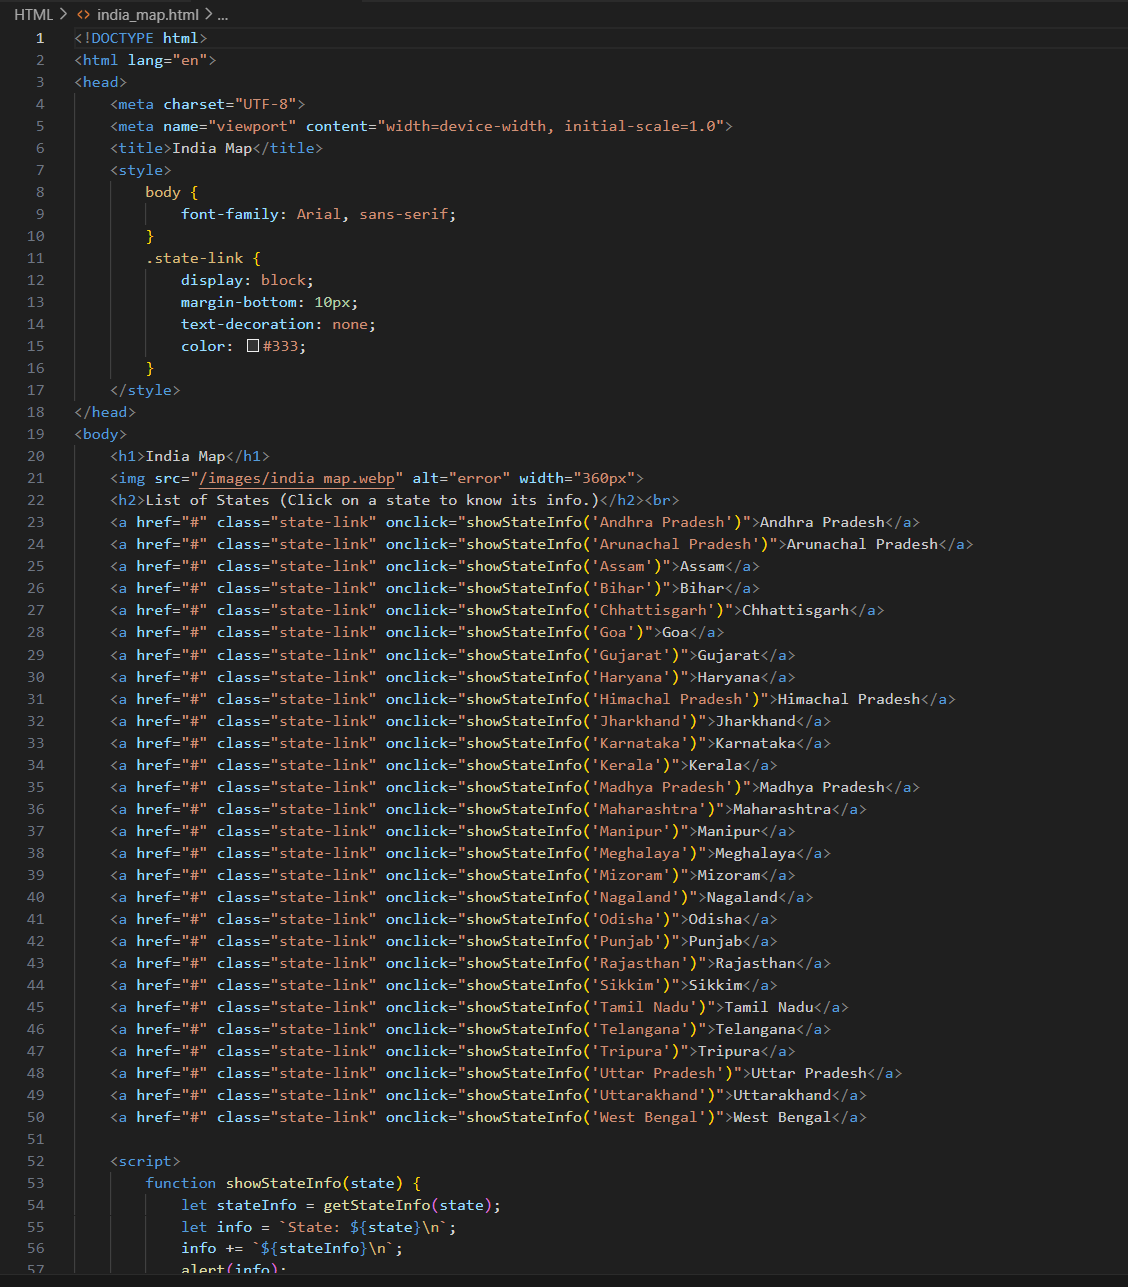 HTML > <> india_map.html > ...
1 <!DOCTYPE html>
2 <html lang="en">
3 <head>
4     <meta charset="UTF-8">
5     <meta name="viewport" content="width=device-width, initial-scale=1.0">
6     <title>India Map</title>
7     <style>
8         body {
9             font-family: Arial, sans-serif;
10         }
11         .state-link {
12             display: block;
13             margin-bottom: 10px;
14             text-decoration: none;
15             color: #333;
16         }
17     </style>
18 </head>
19 <body>
20     <h1>India Map</h1>
21     <img src="/images/india map.webp" alt="error" width="360px">
22     <h2>List of States (Click on a state to know its info.)</h2><br>
23     <a href="#" class="state-link" onclick="showStateInfo('Andhra Pradesh')">Andhra Pradesh</a>
24     <a href="#" class="state-link" onclick="showStateInfo('Arunachal Pradesh')">Arunachal Pradesh</a>
25     <a href="#" class="state-link" onclick="showStateInfo('Assam')">Assam</a>
26     <a href="#" class="state-link" onclick="showStateInfo('Bihar')">Bihar</a>
27     <a href="#" class="state-link" onclick="showStateInfo('Chhattisgarh')">Chhattisgarh</a>
28     <a href="#" class="state-link" onclick="showStateInfo('Goa')">Goa</a>
29     <a href="#" class="state-link" onclick="showStateInfo('Gujarat')">Gujarat</a>
30     <a href="#" class="state-link" onclick="showStateInfo('Haryana')">Haryana</a>
31     <a href="#" class="state-link" onclick="showStateInfo('Himachal Pradesh')">Himachal Pradesh</a>
32     <a href="#" class="state-link" onclick="showStateInfo('Jharkhand')">Jharkhand</a>
33     <a href="#" class="state-link" onclick="showStateInfo('Karnataka')">Karnataka</a>
34     <a href="#" class="state-link" onclick="showStateInfo('Kerala')">Kerala</a>
35     <a href="#" class="state-link" onclick="showStateInfo('Madhya Pradesh')">Madhya Pradesh</a>
36     <a href="#" class="state-link" onclick="showStateInfo('Maharashtra')">Maharashtra</a>
37     <a href="#" class="state-link" onclick="showStateInfo('Manipur')">Manipur</a>
38     <a href="#" class="state-link" onclick="showStateInfo('Meghalaya')">Meghalaya</a>
39     <a href="#" class="state-link" onclick="showStateInfo('Mizoram')">Mizoram</a>
40     <a href="#" class="state-link" onclick="showStateInfo('Nagaland')">Nagaland</a>
41     <a href="#" class="state-link" onclick="showStateInfo('Odisha')">Odisha</a>
42     <a href="#" class="state-link" onclick="showStateInfo('Punjab')">Punjab</a>
43     <a href="#" class="state-link" onclick="showStateInfo('Rajasthan')">Rajasthan</a>
44     <a href="#" class="state-link" onclick="showStateInfo('Sikkim')">Sikkim</a>
45     <a href="#" class="state-link" onclick="showStateInfo('Tamil Nadu')">Tamil Nadu</a>
46     <a href="#" class="state-link" onclick="showStateInfo('Telangana')">Telangana</a>
47     <a href="#" class="state-link" onclick="showStateInfo('Tripura')">Tripura</a>
48     <a href="#" class="state-link" onclick="showStateInfo('Uttar Pradesh')">Uttar Pradesh</a>
49     <a href="#" class="state-link" onclick="showStateInfo('Uttarakhand')">Uttarakhand</a>
50     <a href="#" class="state-link" onclick="showStateInfo('West Bengal')">West Bengal</a>
51
52     <script>
53         function showStateInfo(state) {
54             let stateInfo = getStateInfo(state);
55             let info = `State: ${state}\n`;
56             info += `${stateInfo}\n`;
57             alert(info);